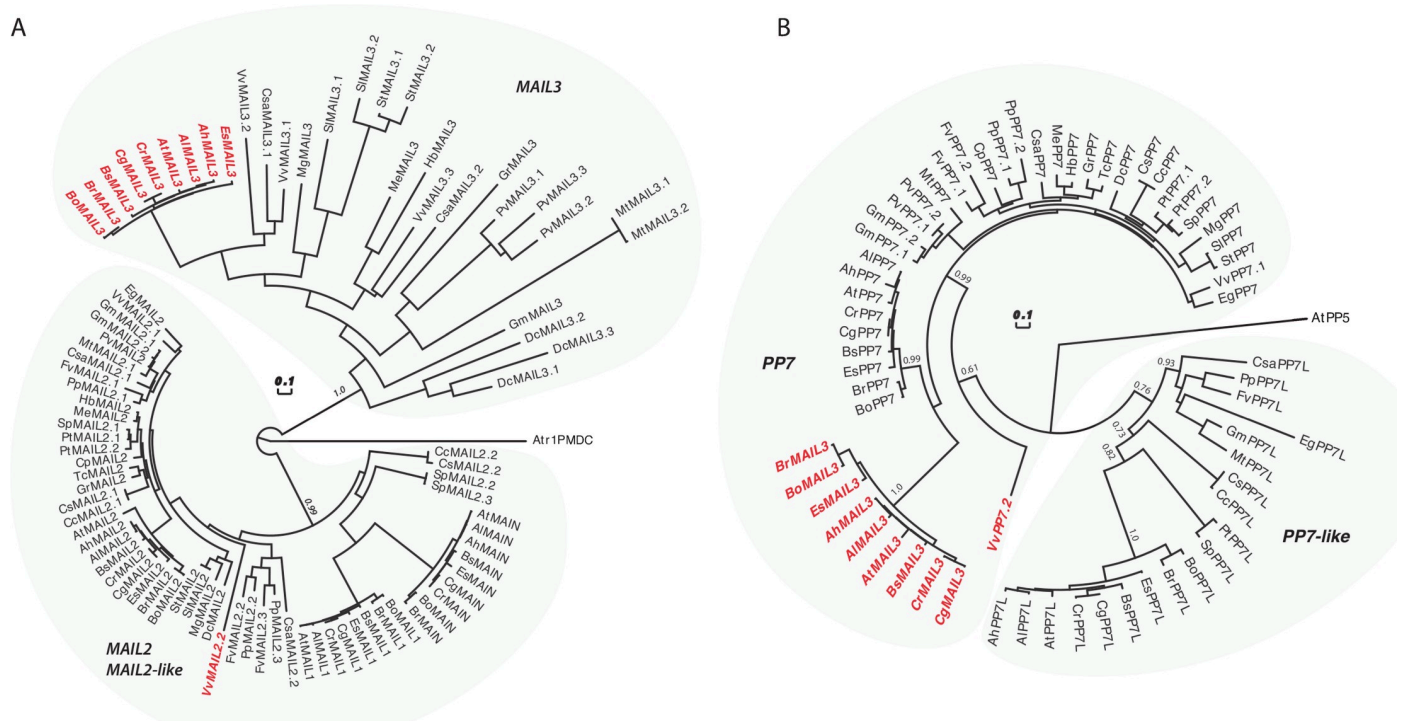 A
MAIL3
BoMAIL3
BrMAIL3
BsMAIL3
CgMAIL3
CrMAIL3
AtMAIL3
AlMAIL3
AhMAIL3
EsMAIL3
VvMAIL3.2
CsaMAIL3.1
VvMAIL3.1
MgMAIL3
SlMAIL3.1
SlMAIL3.2
StMAIL3.1
StMAIL3.2
MeMAIL3
HbMAIL3
VvMAIL3.3
CsaMAIL3.2
GrMAIL3
PvMAIL3.1
PvMAIL3.3
PvMAIL3.2
MtMAIL3.1
MtMAIL3.2
GmMAIL3
DcMAIL3.2
DcMAIL3.3
DcMAIL3.1
1.0
0.1
Atr1PMDC
0.99
EgMAIL2
VvMAIL2.1
GmMAIL2.1
GmMAIL2.2
PvMAIL2
MtMAIL2.1
CsaMAIL2.1
FvMAIL2.1
PpMAIL2.1
HbMAIL2
MeMAIL2
SpMAIL2.1
PtMAIL2.1
PtMAIL2.2
CpMAIL2
TcMAIL2
GrMAIL2
CsMAIL2.1
CcMAIL2.1
AtMAIL2
AhMAIL2
AlMAIL2
BsMAIL2
CrMAIL2
CgMAIL2
EsMAIL2
BrMAIL2
BoMAIL2
StMAIL2
SlMAIL2
MgMAIL2
DcMAIL2
VvMAIL2.2
FvMAIL2.2
PpMAIL2.2
FvMAIL2.3
PpMAIL2.3
CsaMAIL2.2
AtMAIL1
AlMAIL1
CrMAIL1
CgMAIL1
EsMAIL1
BsMAIL1
BrMAIL1
BoMAIL1
BrMAIN
BoMAIN
CrMAIN
CgMAIN
EsMAIN
BsMAIN
AhMAIN
AlMAIN
AtMAIN
SpMAIL2.3
SpMAIL2.2
CsMAIL2.2
CcMAIL2.2
MAIL2
MAIL2-like
B
PP7
BoPP7
BrPP7
EsPP7
BsPP7
CgPP7
CrPP7
AtPP7
AhPP7
AlPP7
GmPP7.1
GmPP7.2
PvPP7.1
PvPP7.2
MtPP7
FvPP7.1
FvPP7.2
CpPP7
PpPP7.1
PpPP7.2
CsaPP7
MePP7
HbPP7
GrPP7
TcPP7
DcPP7
CsPP7
CcPP7
PtPP7.1
PtPP7.2
SpPP7
MgPP7
SlPP7
StPP7
VvPP7.1
EgPP7
0.99
0.1
AtPP5
0.99
0.61
1.0
BrMAIL3
BoMAIL3
EsMAIL3
AhMAIL3
AlMAIL3
AtMAIL3
BsMAIL3
CrMAIL3
CgMAIL3
VvPP7.2
0.93
0.76
0.73
0.82
1.0
CsaPP7L
PpPP7L
FvPP7L
EgPP7L
GmPP7L
MtPP7L
CsPP7L
CcPP7L
PtPP7L
SpPP7L
BoPP7L
BrPP7L
EsPP7L
BsPP7L
CgPP7L
CrPP7L
AtPP7L
AlPP7L
AhPP7L
PP7-like